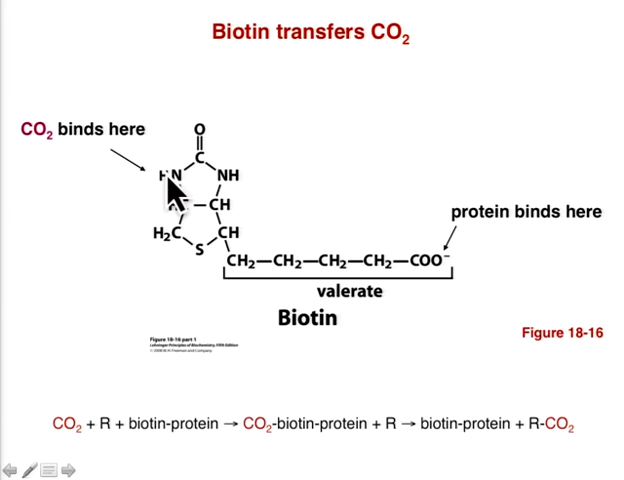 Biotin transfers CO₂
CO₂ binds here
O
C
HN NH
CH
protein binds here
H₂C CH
S
CH₂—CH₂—CH₂—CH₂—COO⁻
valerate
Biotin
Figure 18-16
Figure 18-16 part 1
Lehninger Principles of Biochemistry, Fifth Edition
© 2008 W. H. Freeman and Company
CO₂ + R + biotin-protein → CO₂-biotin-protein + R → biotin-protein + R-CO₂